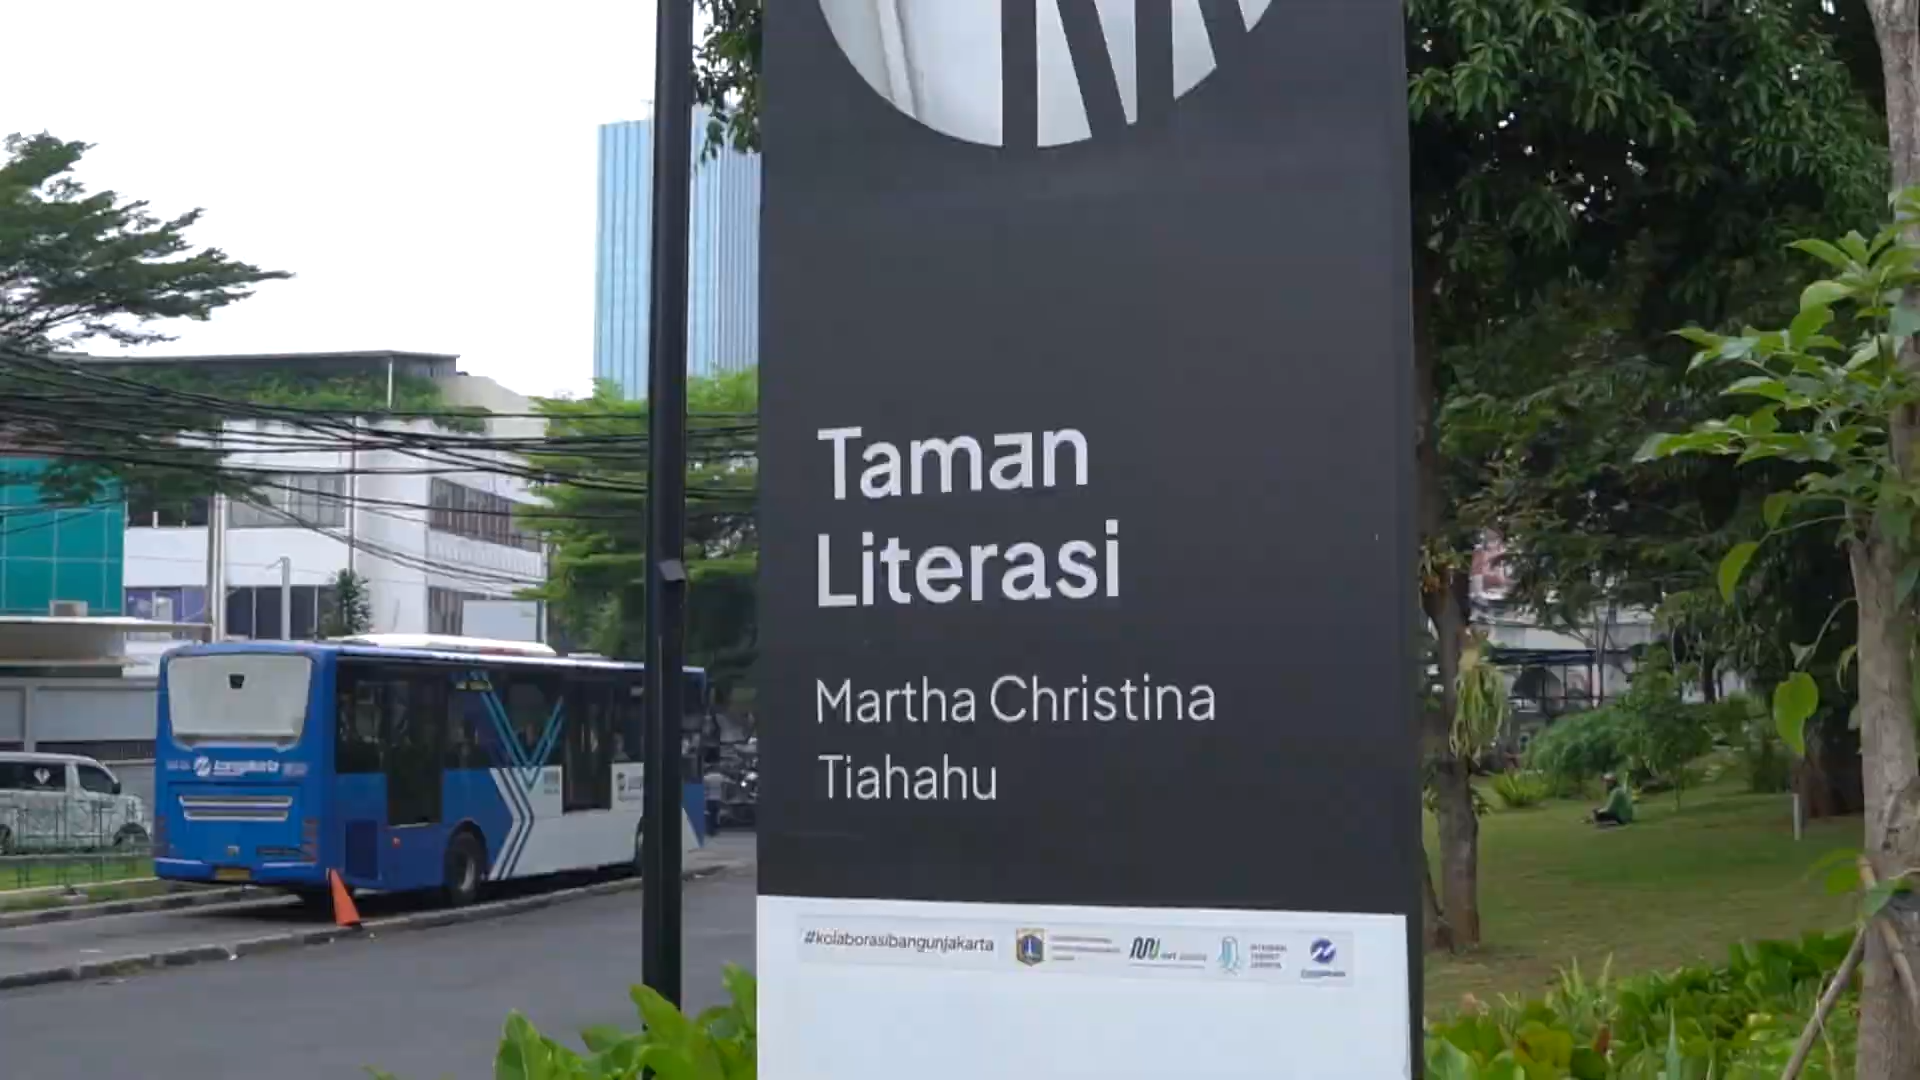 Taman
Literasi
Martha Christina
Tiahahu
#kolaborasibangunjakarta